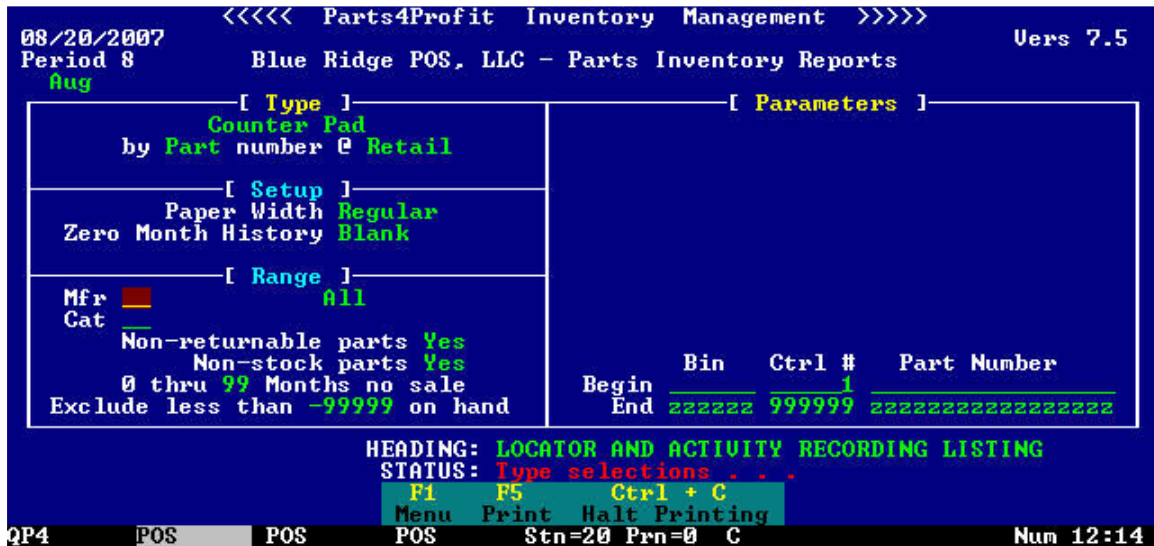 <<<<< Parts4Profit Inventory Management >>>>>
08/20/2007 Vers 7.5
Period 8 Blue Ridge POS, LLC - Parts Inventory Reports
Aug
[ Type ] [ Parameters ]
Counter Pad
by Part number @ Retail
[ Setup ]
Paper Width Regular
Zero Month History Blank
[ Range ]
Mfr __ All
Cat __
Non-returnable parts Yes
Non-stock parts Yes Bin Ctrl # Part Number
0 thru 99 Months no sale Begin ______ _____1 _________________
Exclude less than -99999 on hand End zzzzzz 999999 zzzzzzzzzzzzzzzzz
HEADING: LOCATOR AND ACTIVITY RECORDING LISTING
STATUS: Type selections . . .
F1 F5 Ctrl + C
Menu Print Halt Printing
QP4 POS POS POS Stn=20 Prn=0 C Num 12:14